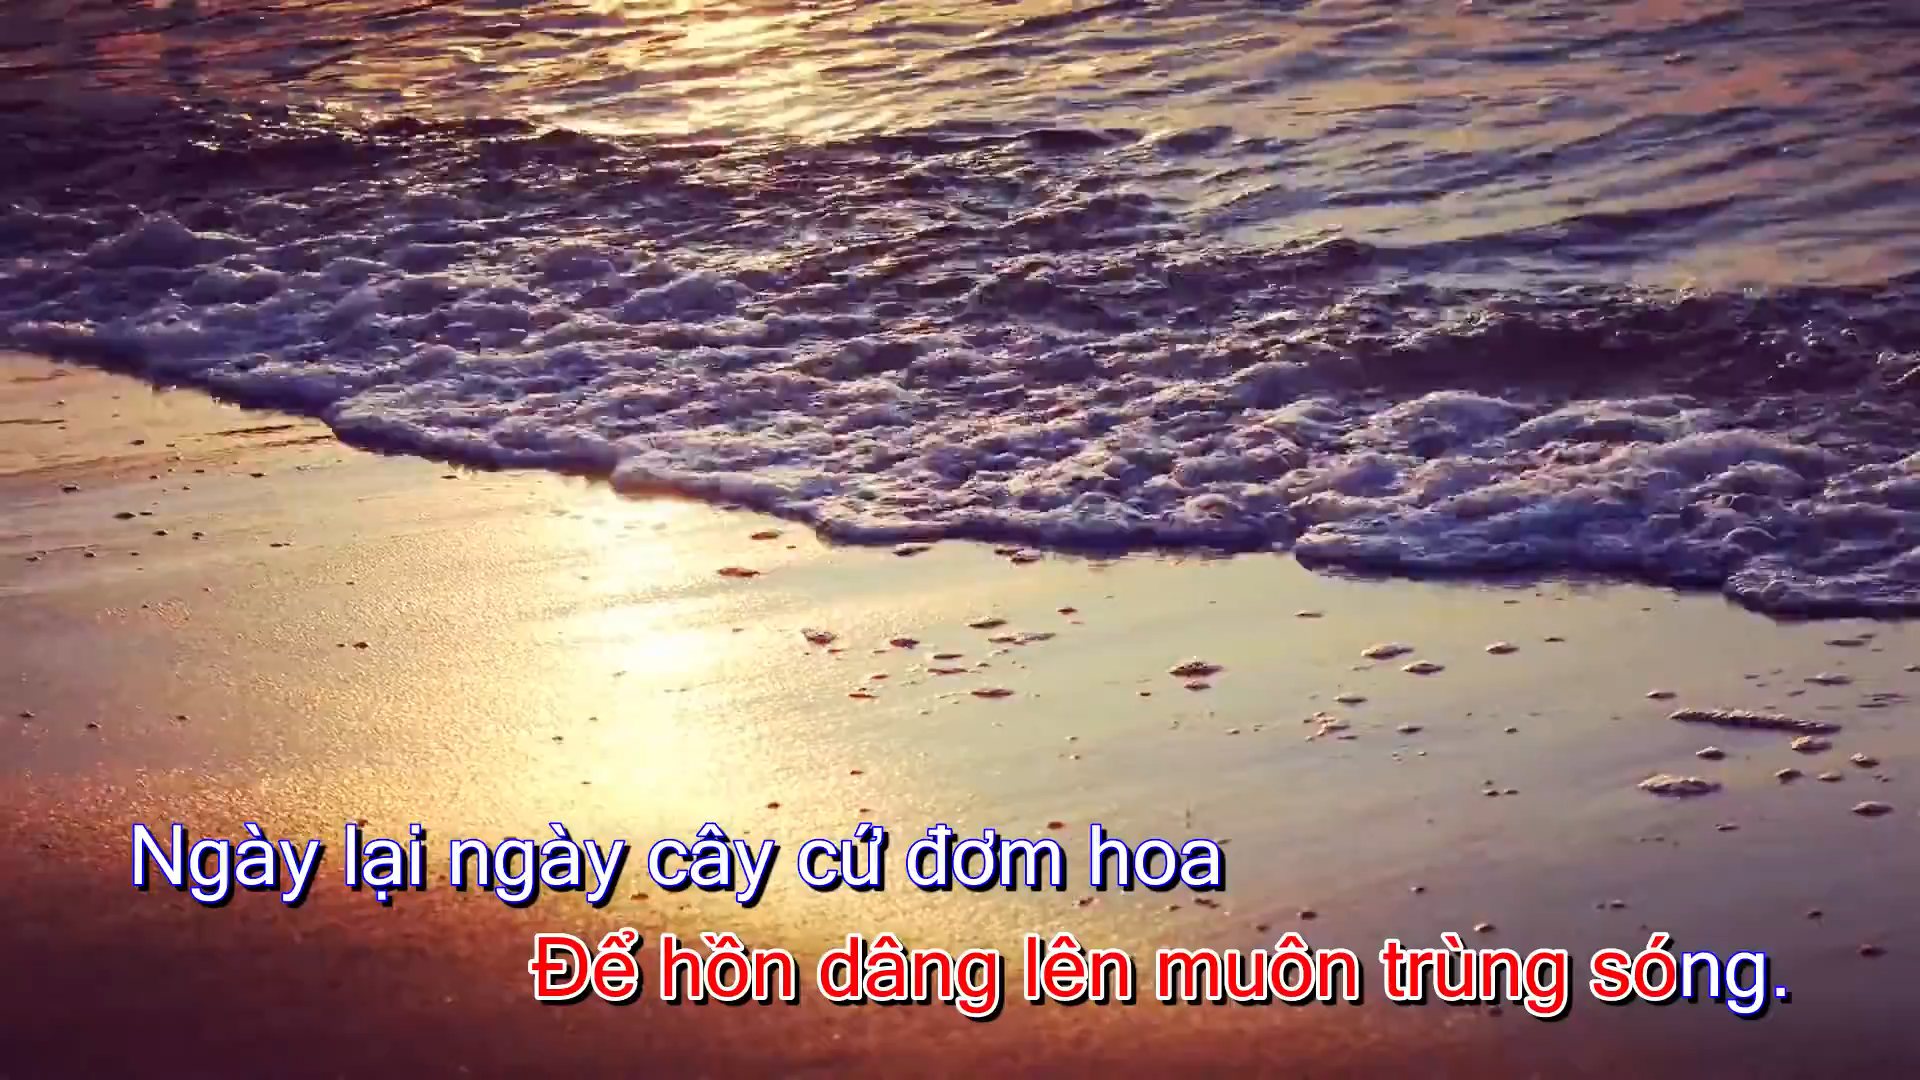 Ngày lại ngày cây cứ đơm hoa
Để hồn dâng lên muôn trùng sóng.